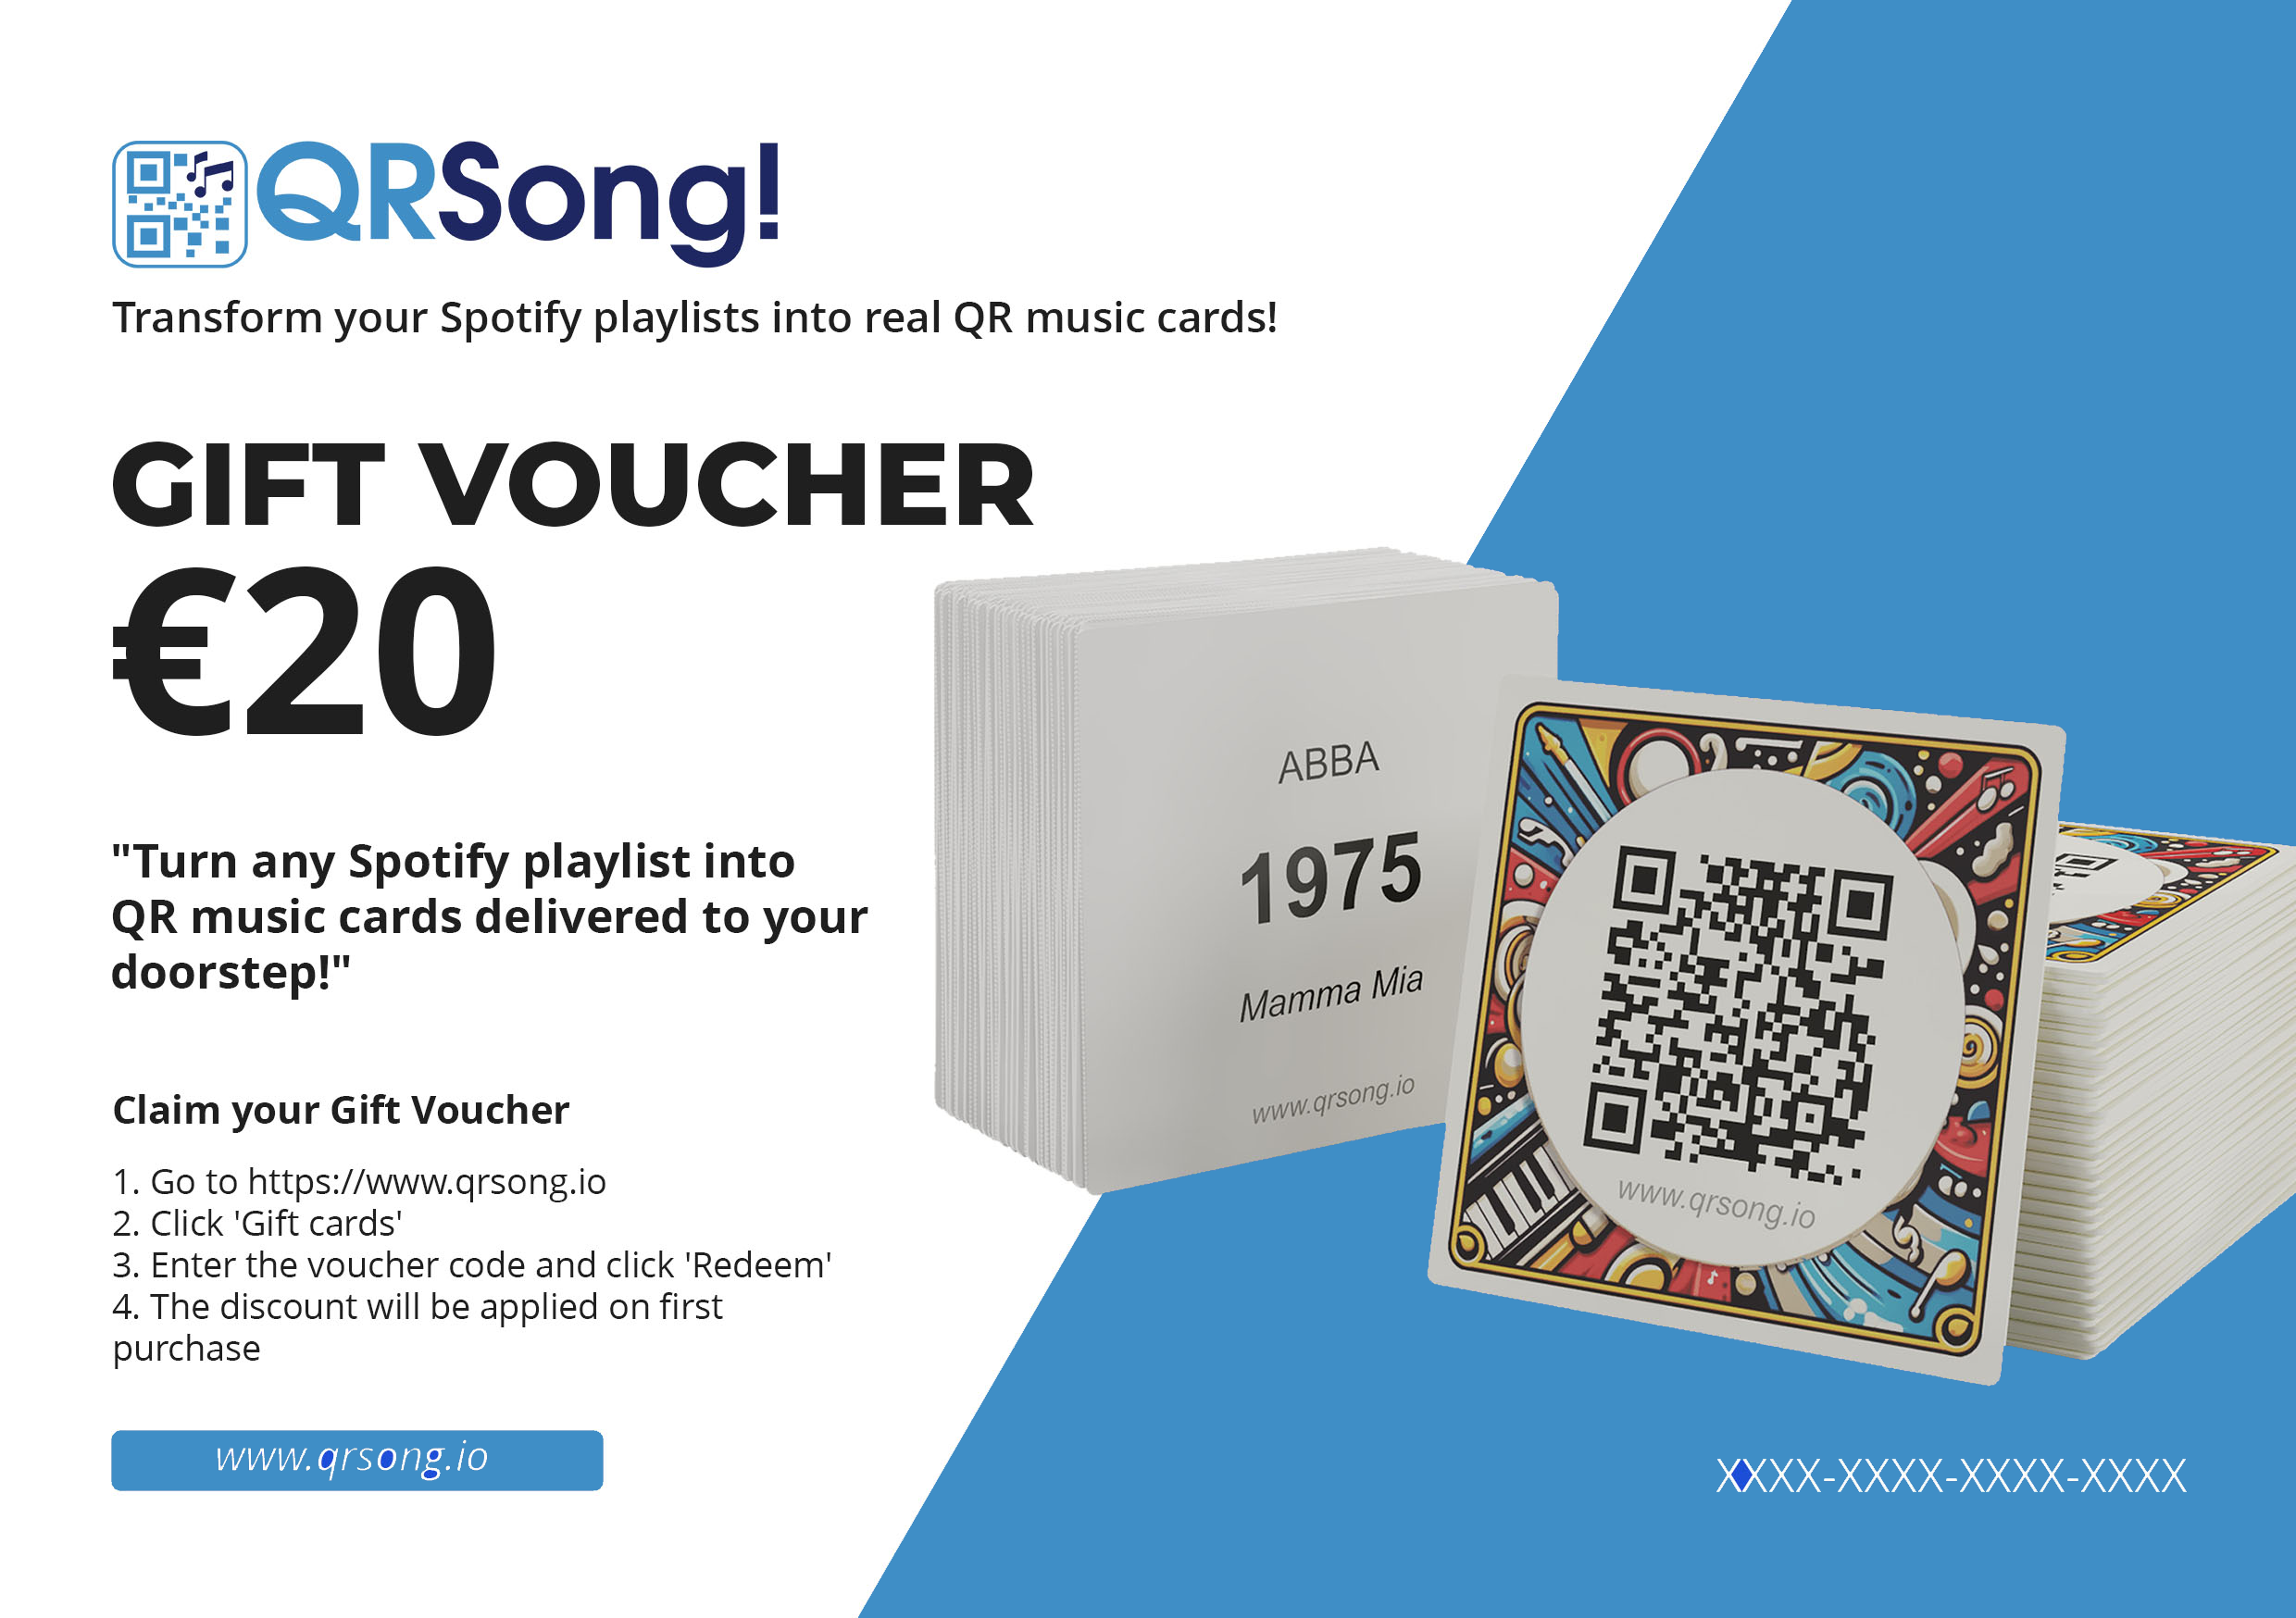 QRSong!
Transform your Spotify playlists into real QR music cards!
GIFT VOUCHER
€20
"Turn any Spotify playlist into
QR music cards delivered to your
doorstep!"
Claim your Gift Voucher
1. Go to https://www.qrsong.io
2. Click 'Gift cards'
3. Enter the voucher code and click 'Redeem'
4. The discount will be applied on first
purchase
www.qrsong.io
ABBA
1975
Mamma Mia
www.qrsong.io
www.qrsong.io
XXXX-XXXX-XXXX-XXXX